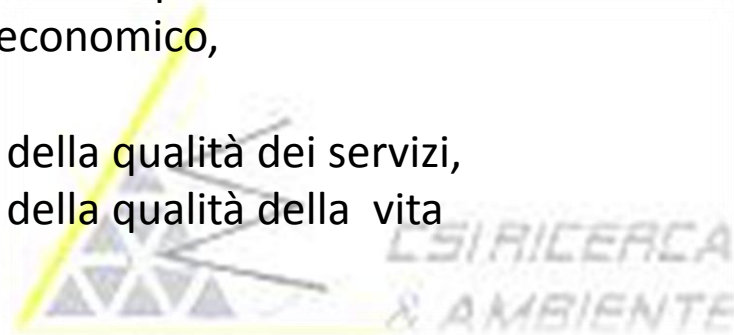 economico,
della qualità dei servizi,
della qualità della vita
CSI RICERCA
& AMBIENTE